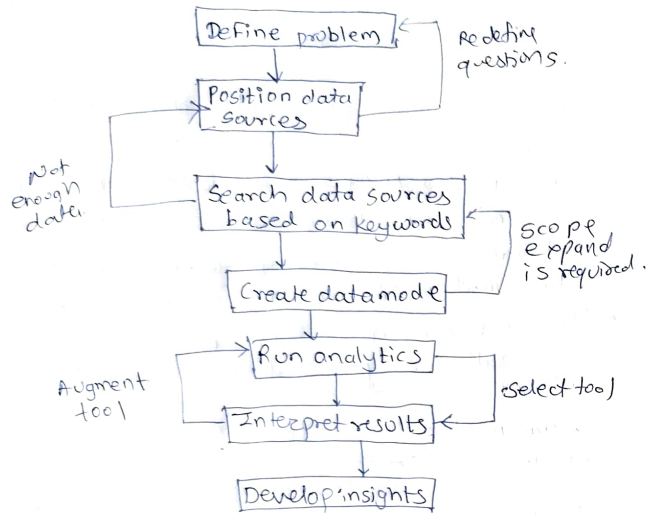 Define problem
Redefine
questions.
Position data
sources
Not
enough
data.
Search data sources
based on keywords
Scope
expand
is required.
Create datamode
Run analytics
Augment
tool
select tool
Interpret results
Develop insights